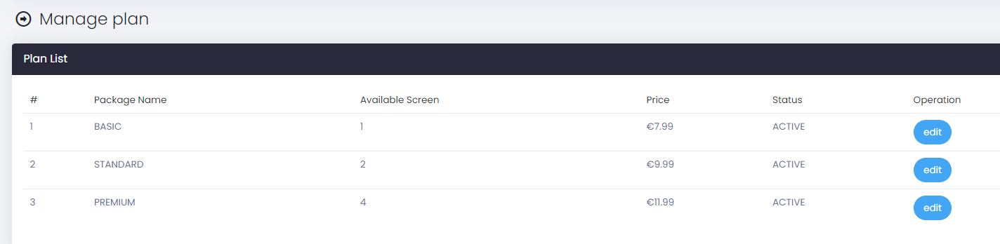 Manage plan
Plan List
# Package Name Available Screen Price Status Operation
1 BASIC 1 €7.99 ACTIVE edit
2 STANDARD 2 €9.99 ACTIVE edit
3 PREMIUM 4 €11.99 ACTIVE edit